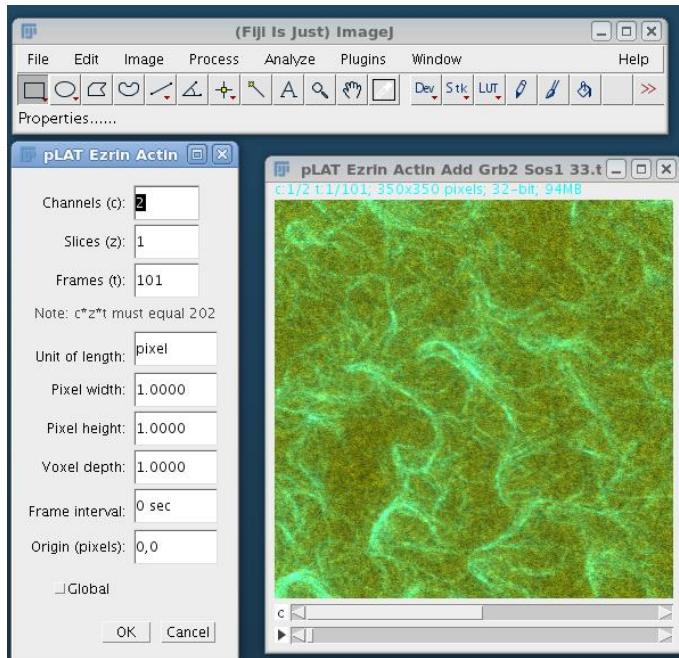 (Fiji Is Just) ImageJ
File Edit Image Process Analyze Plugins Window Help
A Dev Stk LUT >>
Properties......
pLAT Ezrin Actin
Channels (c): 2
Slices (z): 1
Frames (t): 101
Note: c*z*t must equal 202
Unit of length: pixel
Pixel width: 1.0000
Pixel height: 1.0000
Voxel depth: 1.0000
Frame interval: 0 sec
Origin (pixels): 0,0
Global
OK Cancel
pLAT Ezrin Actin Add Grb2 Sos1 33.t
c:1/2 t:1/101; 350x350 pixels; 32-bit; 94MB
c